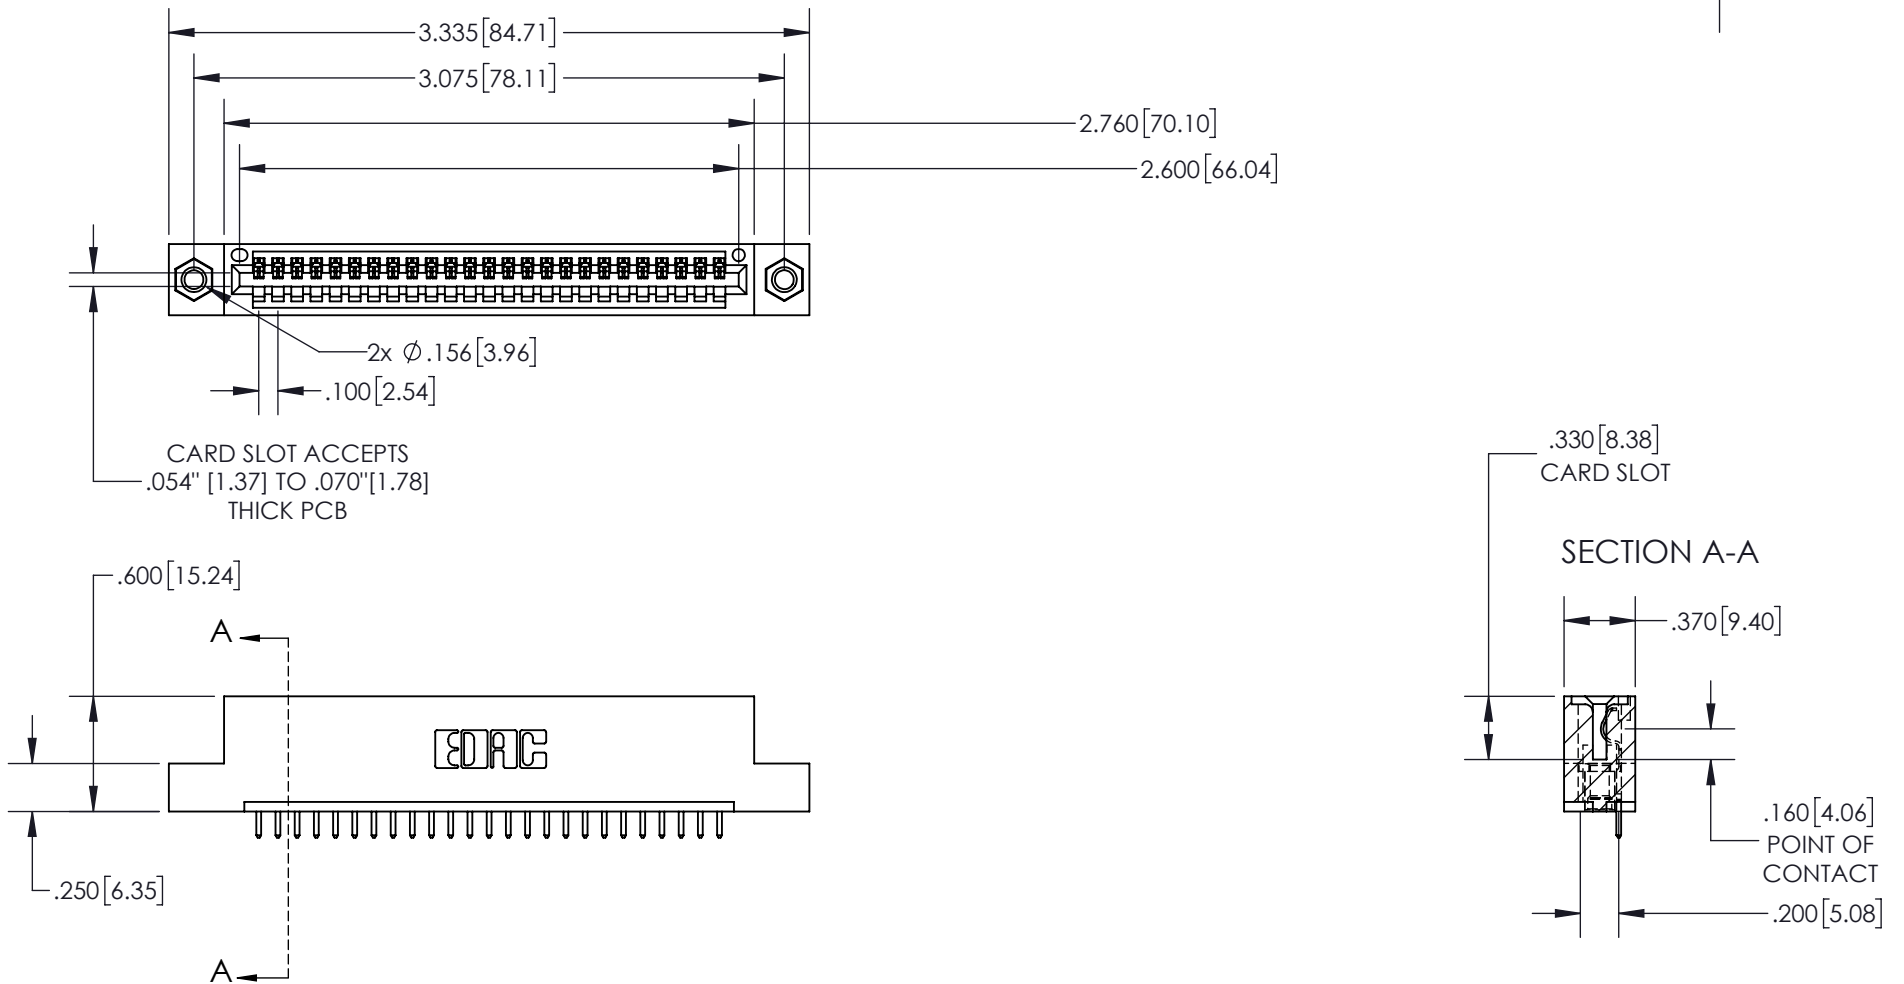 3.335[84.71]
3.075[78.11]
2.760[70.10]
2.600[66.04]
2x Ø.156[3.96]
.100[2.54]
CARD SLOT ACCEPTS
.054" [1.37] TO .070"[1.78]
THICK PCB
.330[8.38]
CARD SLOT
SECTION A-A
.600[15.24]
.370[9.40]
A
EDAC
.160[4.06]
POINT OF
CONTACT
.250[6.35]
.200[5.08]
A